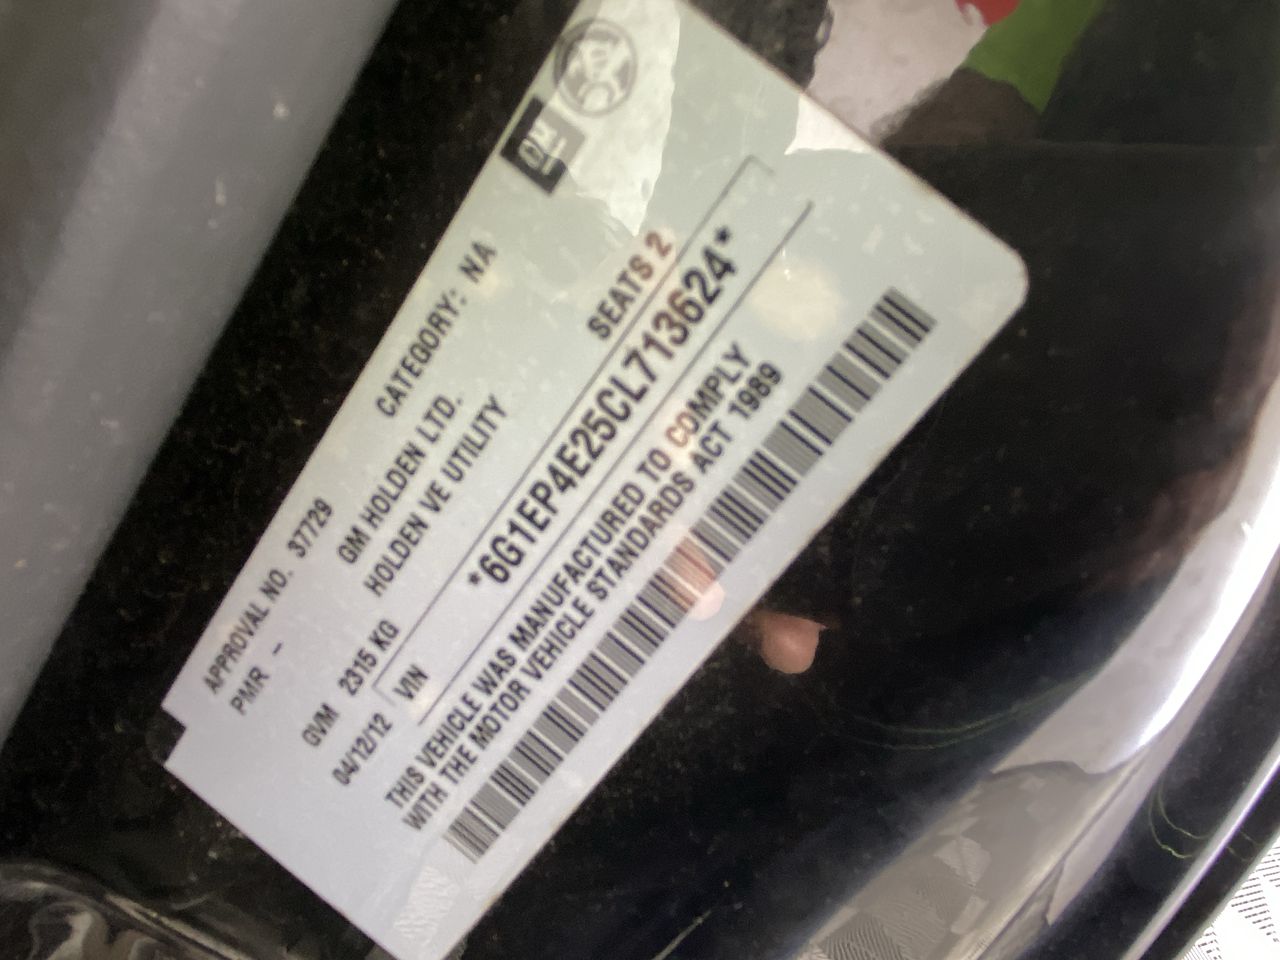 GM
APPROVAL NO. 37729 CATEGORY: NA
PMR -
GM HOLDEN LTD.
HOLDEN VE UTILITY
GVM 2315 KG SEATS 2
04/12/12 VIN *6G1EP4E25CL713624*
THIS VEHICLE WAS MANUFACTURED TO COMPLY
WITH THE MOTOR VEHICLE STANDARDS ACT 1989